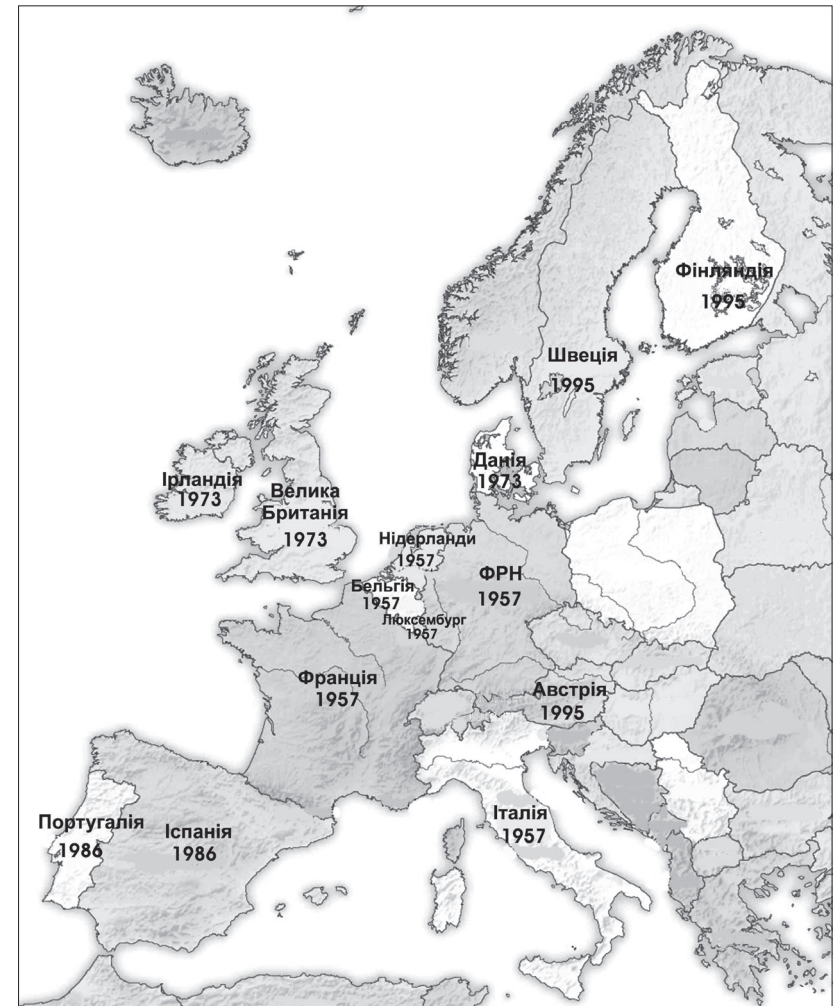 Фінляндія
1995
Швеція
1995
Данія
1973
Ірландія
1973
Велика
Британія
1973
Нідерланди
1957
ФРН
1957
Бельгія
1957
Люксембург
1957
Франція
1957
Австрія
1995
Португалія
1986
Іспанія
1986
Італія
1957